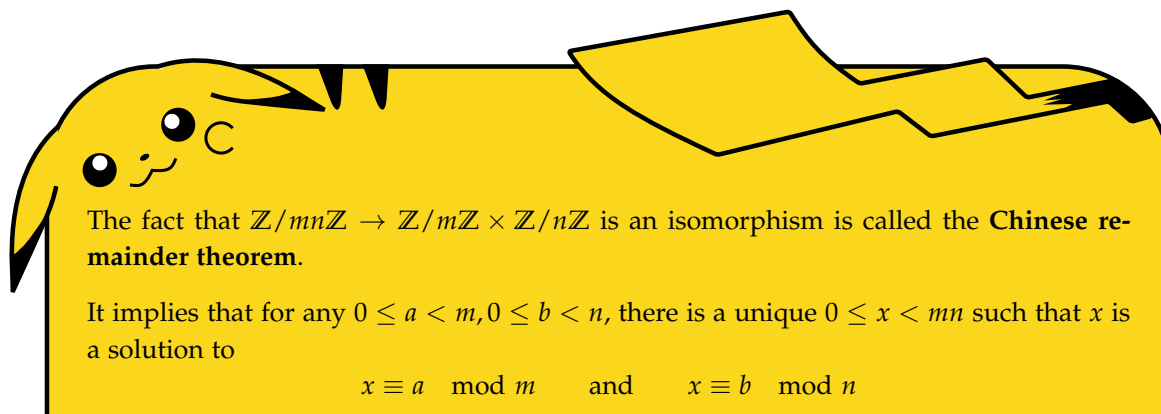 The fact that ℤ/mnℤ → ℤ/mℤ × ℤ/nℤ is an isomorphism is called the Chinese re-
mainder theorem.
It implies that for any 0 ≤ a < m, 0 ≤ b < n, there is a unique 0 ≤ x < mn such that x is
a solution to
x ≡ a mod m and x ≡ b mod n